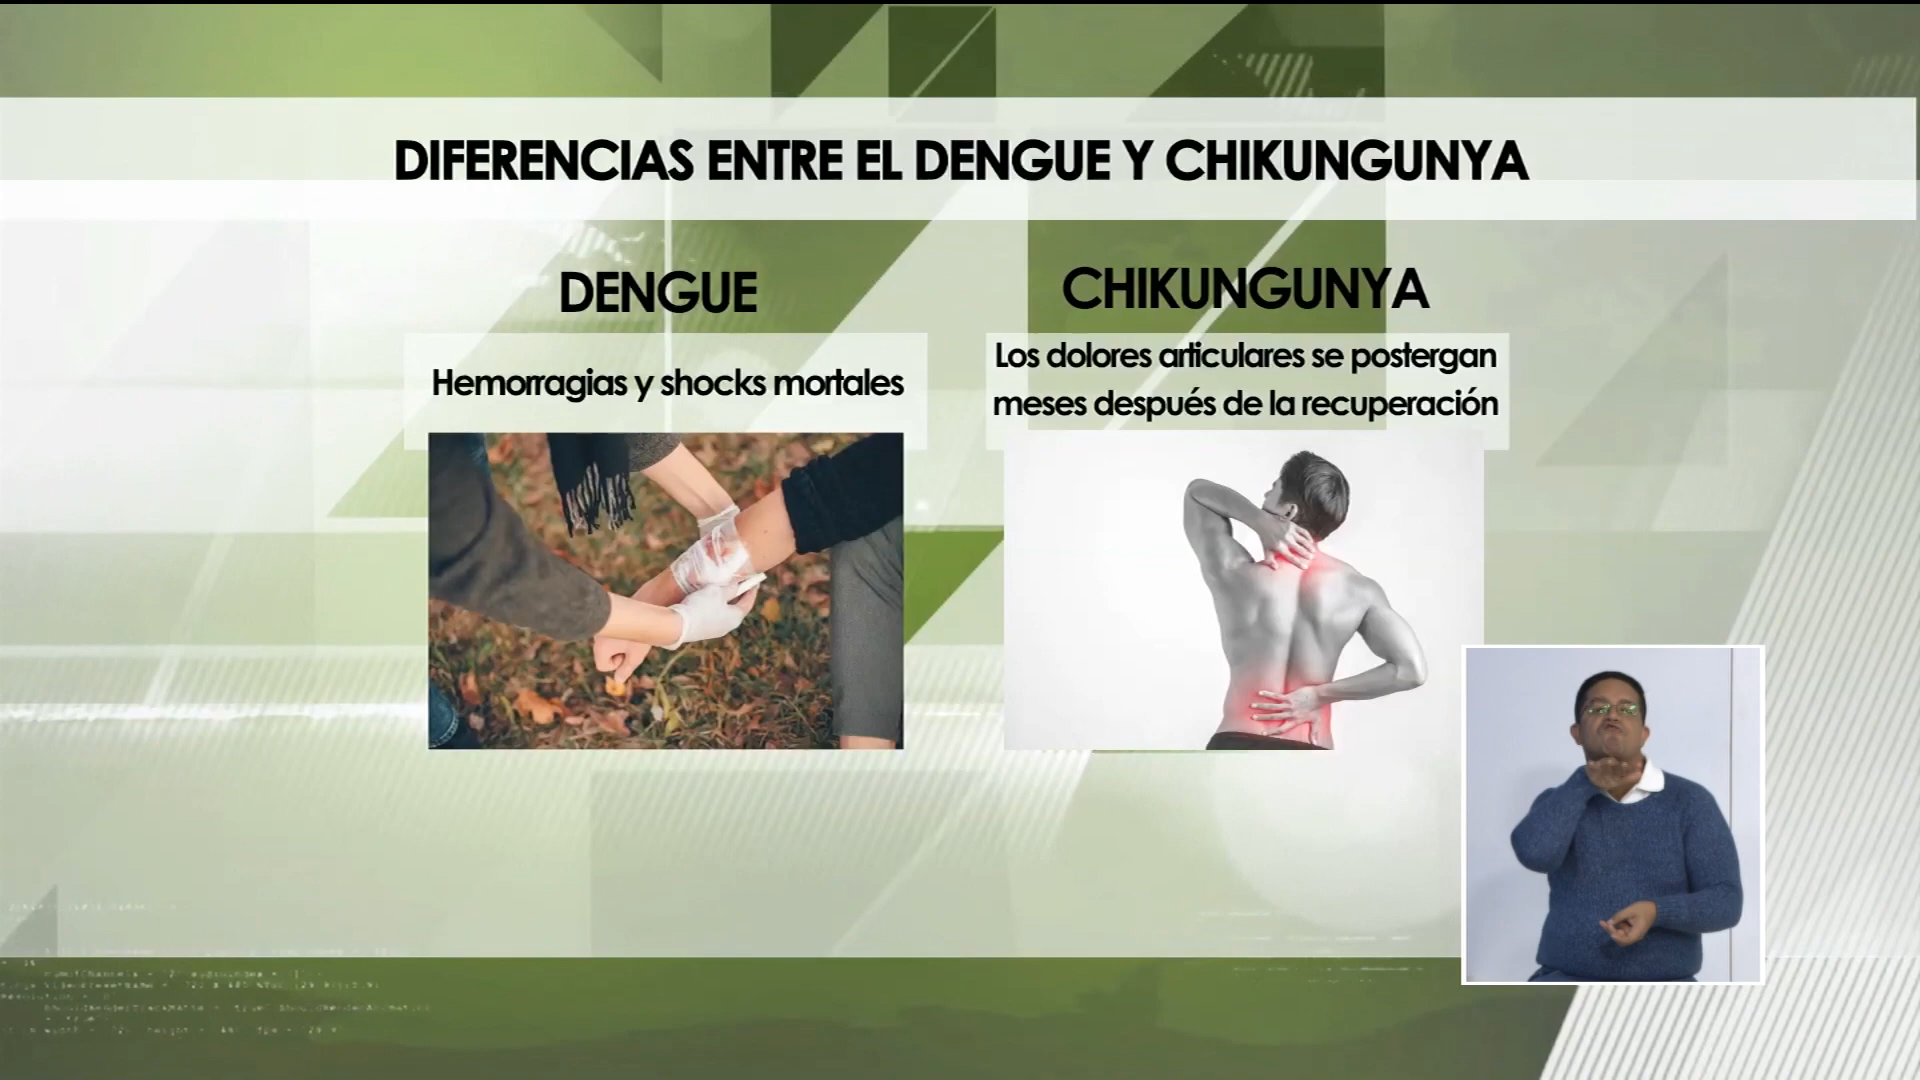 DIFERENCIAS ENTRE EL DENGUE Y CHIKUNGUNYA
DENGUE
Hemorragias y shocks mortales
CHIKUNGUNYA
Los dolores articulares se postergan
meses después de la recuperación